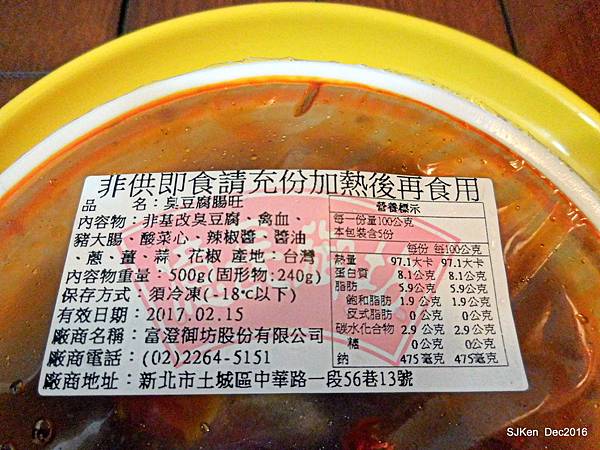 非供即食請充份加熱後再食用
品　　名：臭豆腐腸旺
內容物：非基改臭豆腐、禽血、
豬大腸、酸菜心、辣椒醬、醬油
、蔥、薑、蒜、花椒 產地：台灣
內容物重量：500g(固形物:240g)
保存方式：須冷凍(-18℃以下)
有效日期：2017.02.15
廠商名稱：富澄御坊股份有限公司
廠商電話：(02)2264-5151
廠商地址：新北市土城區中華路一段56巷13號
營養標示
每一份量100公克
本包裝含5份
每份 每100公克
熱量 97.1大卡 97.1大卡
蛋白質 8.1公克 8.1公克
脂肪 5.9公克 5.9公克
飽和脂肪 1.9公克 1.9公克
反式脂肪 0公克 0公克
碳水化合物 2.9公克 2.9公克
糖 0公克 0公克
鈉 475毫克 475毫克
SJKen Dec2016